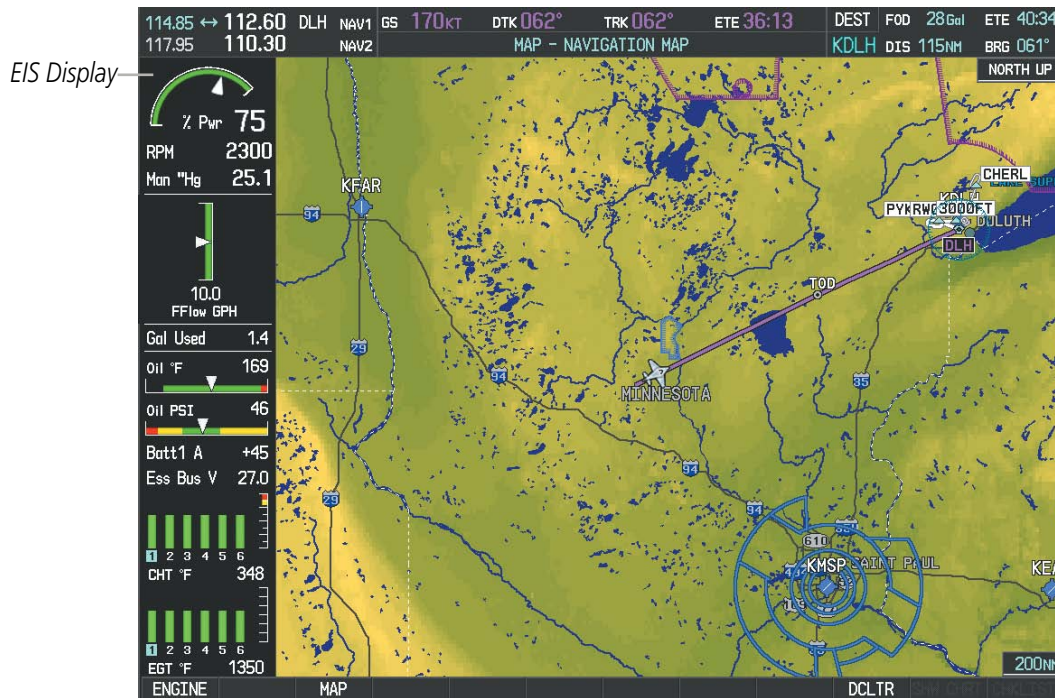 114.85 ↔ 112.60 DLH NAV1 GS 170KT DTK 062° TRK 062° ETE 36:13 DEST FOD 28Gal ETE 40:34
117.95 110.30 NAV2 MAP - NAVIGATION MAP KDLH DIS 115NM BRG 061°
EIS Display
NORTH UP
% Pwr 75
RPM 2300
Man "Hg 25.1
10.0
FFlow GPH
Gal Used 1.4
Oil °F 169
Oil PSI 46
Batt1 A +45
Ess Bus V 27.0
1 2 3 4 5 6
CHT °F 348
1 2 3 4 5 6
EGT °F 1350
KFAR
94
CHERL
3000FT
DULUTH
DLH
TOD
29
94
MINNESOTA
35
94
29
94
610
SAINT PAUL
KMSP
200NM
ENGINE MAP DCLTR